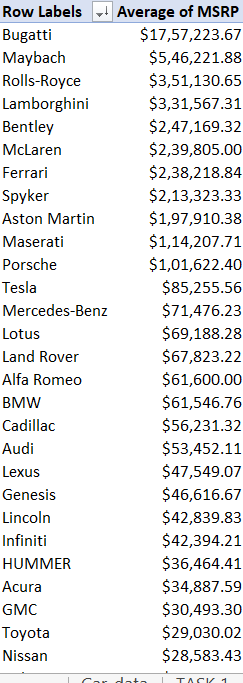 Row Labels Average of MSRP
Bugatti $17,57,223.67
Maybach $5,46,221.88
Rolls-Royce $3,51,130.65
Lamborghini $3,31,567.31
Bentley $2,47,169.32
McLaren $2,39,805.00
Ferrari $2,38,218.84
Spyker $2,13,323.33
Aston Martin $1,97,910.38
Maserati $1,14,207.71
Porsche $1,01,622.40
Tesla $85,255.56
Mercedes-Benz $71,476.23
Lotus $69,188.28
Land Rover $67,823.22
Alfa Romeo $61,600.00
BMW $61,546.76
Cadillac $56,231.32
Audi $53,452.11
Lexus $47,549.07
Genesis $46,616.67
Lincoln $42,839.83
Infiniti $42,394.21
HUMMER $36,464.41
Acura $34,887.59
GMC $30,493.30
Toyota $29,030.02
Nissan $28,583.43
Car_data TASK 1